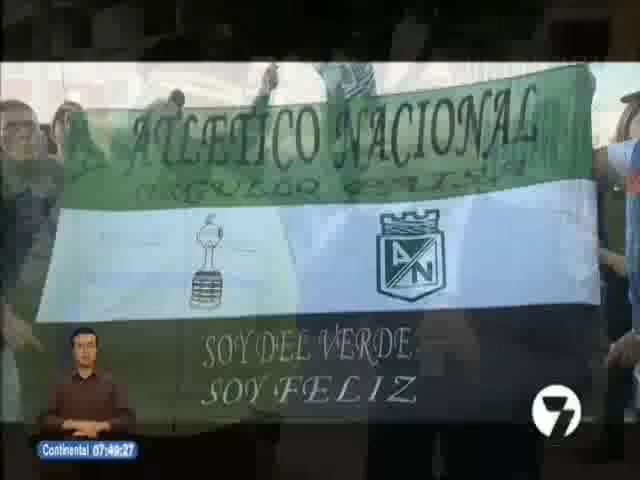 ATLETICO NACIONAL
AN
SOY DEL VERDE
SOY FELIZ
7
Continental 07:49:27